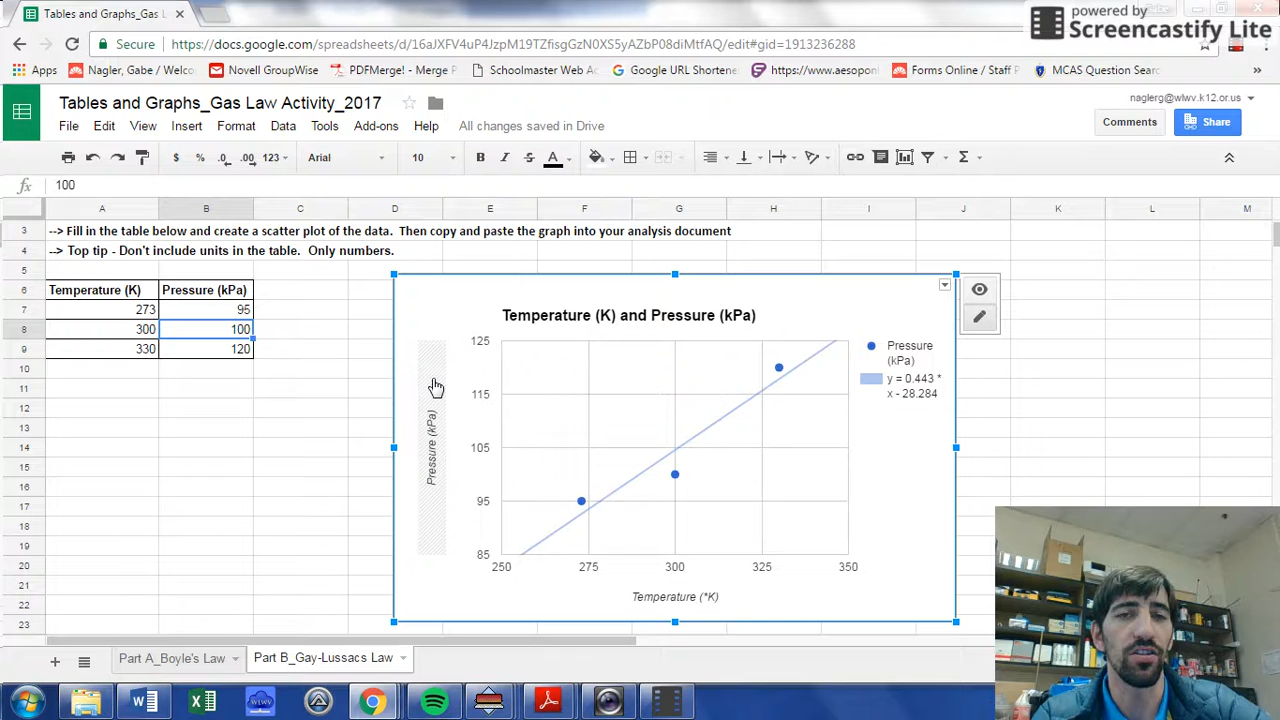 Tables and Graphs_Gas L
powered by
Screencastify Lite
Secure
https://docs.google.com/spreadsheets/d/16aJXFV4uP4JzpM
ZfisgGzN0XS5yAZbP08diMtfAQ/edit#gid=1913236288
Apps
Nagler, Gabe / Welco
Novell GroupWise
PDFMerge! - Merge P
Schoolmaster Web A
Google URL Shortene
https://www.aesoponl
Forms Online / Staff P
MCAS Question Searc
»
Tables and Graphs_Gas Law Activity_2017
naglerg@wlwv.k12.or.us
File Edit View Insert Format Data Tools Add-ons Help All changes saved in Drive
Comments
Share
$ % .0 .00 123 Arial 10 B I S A Σ
fx 100
A B C D E F G H I J K L M
3 --> Fill in the table below and create a scatter plot of the data. Then copy and paste the graph into your analysis document
4 --> Top tip - Don't include units in the table. Only numbers.
5
6 Temperature (K) Pressure (kPa)
7 273 95
8 300 100
9 330 120
10
11
12
13
14
15
16
17
18
19
20
21
22
23
Temperature (K) and Pressure (kPa)
Pressure (kPa)
125
115
105
95
85
250 275 300 325 350
Temperature (*K)
Pressure
(kPa)
y = 0.443 *
x - 28.284
Part A_Boyle's Law
Part B_Gay-Lussacs Law